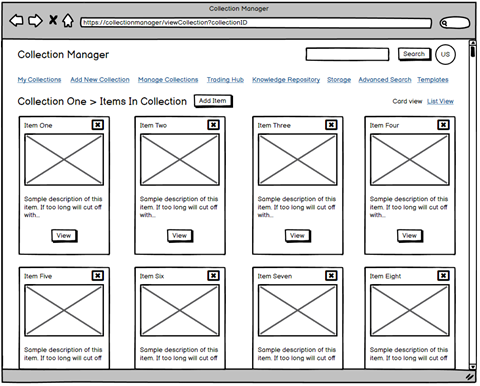 Collection Manager
https://collectionmanager/viewCollection?collectionID
Collection Manager
Search
US
My Collections Add New Collection Manage Collections Trading Hub Knowledge Repository Storage Advanced Search Templates
Collection One > Items In Collection Add Item Card view List View
Item One Item Two Item Three Item Four
Sample description of this item. If too long will cut off with...
Sample description of this item. If too long will cut off with...
Sample description of this item. If too long will cut off with...
Sample description of this item. If too long will cut off with...
View View View View
Item Five Item Six Item Seven Item Eight
Sample description of this item. If too long will cut off
Sample description of this item. If too long will cut off
Sample description of this item. If too long will cut off
Sample description of this item. If too long will cut off